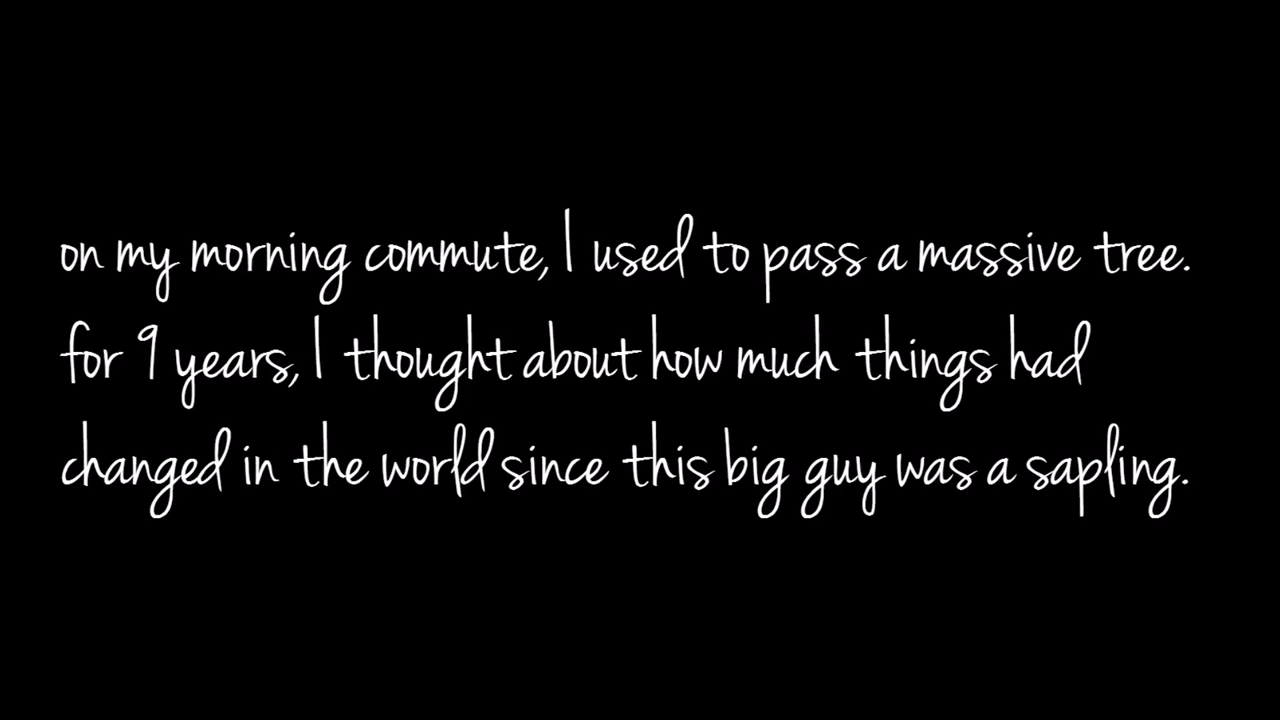 on my morning commute, I used to pass a massive tree.
for 9 years, I thought about how much things had
changed in the world since this big guy was a sapling.